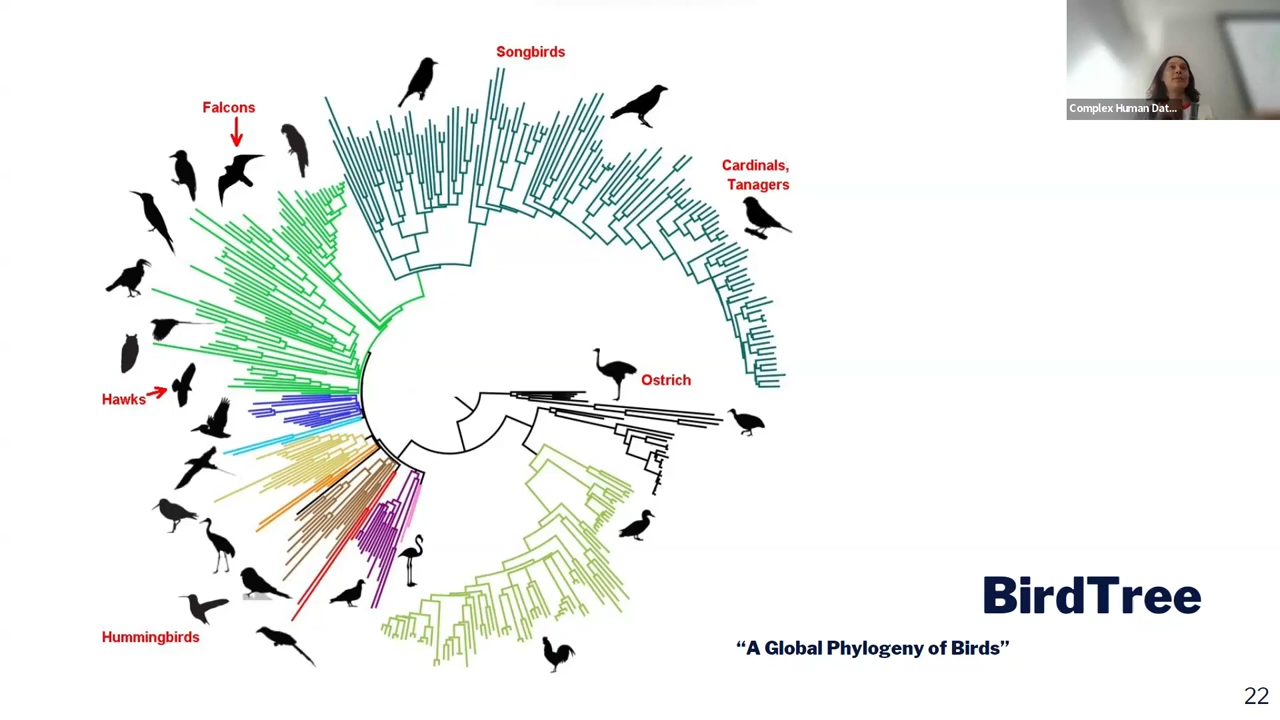 Songbirds
Falcons
Complex Human Dat...
Cardinals,
Tanagers
Ostrich
Hawks
BirdTree
Hummingbirds
“A Global Phylogeny of Birds”
22